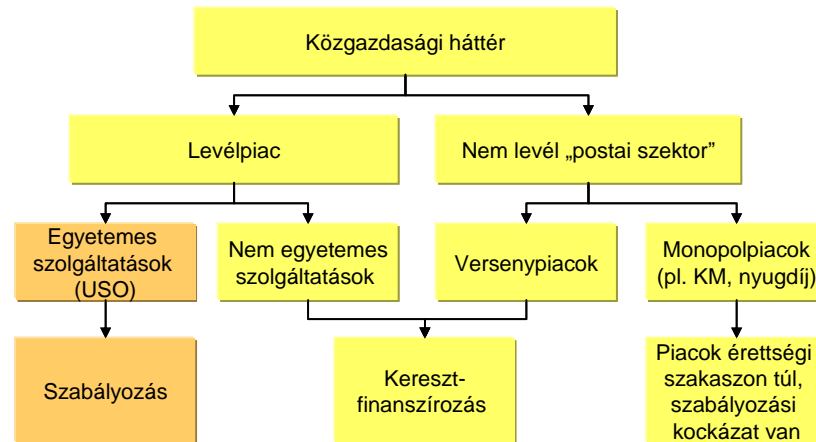 Közgazdasági háttér
Levélpiac
Nem levél „postai szektor”
Egyetemes
szolgáltatások
(USO)
Nem egyetemes
szolgáltatások
Versenypiacok
Monopolpiacok
(pl. KM, nyugdíj)
Szabályozás
Kereszt-
finanszírozás
Piacok érettségi
szakaszon túl,
szabályozási
kockázat van